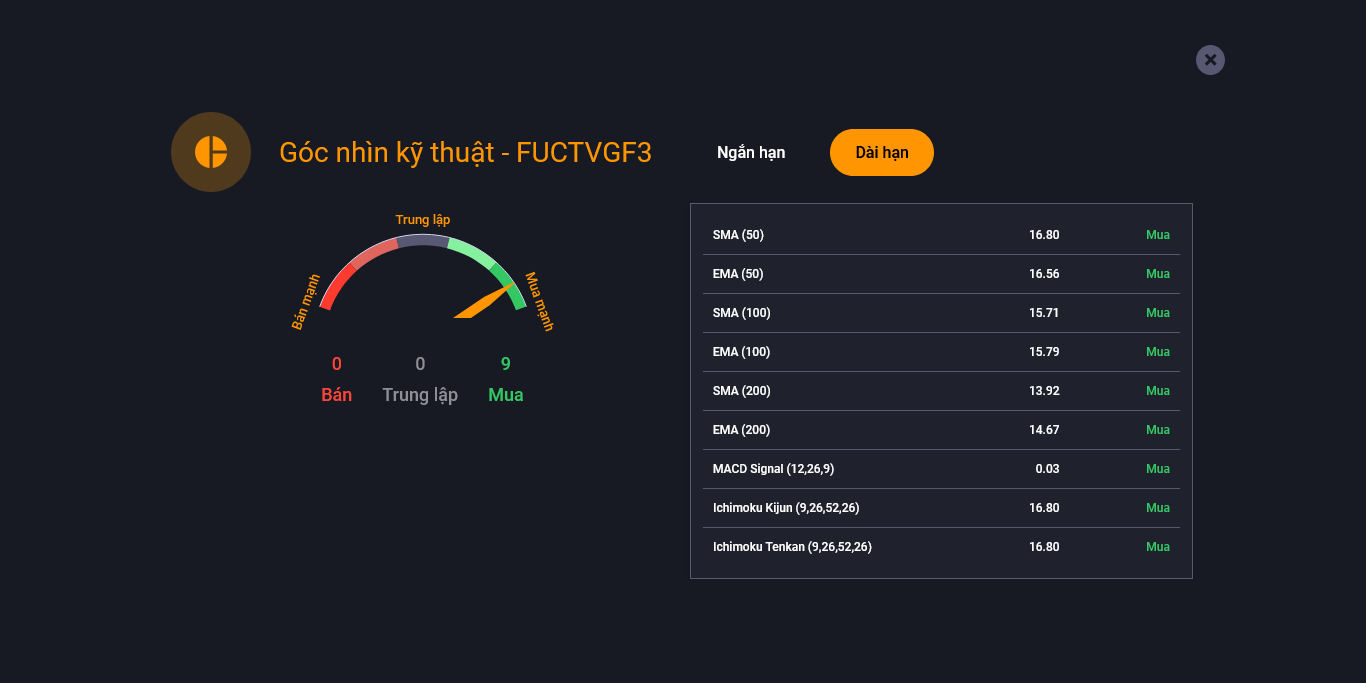 Góc nhìn kỹ thuật - FUCTVGF3
Ngắn hạn
Dài hạn
Trung lập
Bán mạnh
Mua mạnh
0
0
9
Bán
Trung lập
Mua
SMA (50) 16.80 Mua
EMA (50) 16.56 Mua
SMA (100) 15.71 Mua
EMA (100) 15.79 Mua
SMA (200) 13.92 Mua
EMA (200) 14.67 Mua
MACD Signal (12,26,9) 0.03 Mua
Ichimoku Kijun (9,26,52,26) 16.80 Mua
Ichimoku Tenkan (9,26,52,26) 16.80 Mua